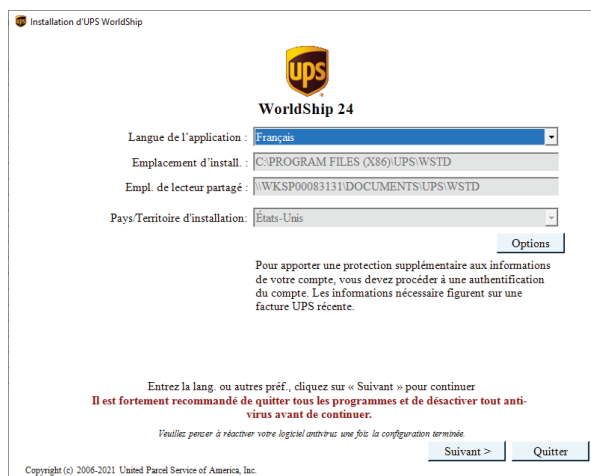 Installation d'UPS WorldShip
ups
WorldShip 24
Langue de l'application : Français
Emplacement d'install. : C:\PROGRAM FILES (X86)\UPS\WSTD
Empl. de lecteur partagé : \\WKSP00083131\DOCUMENTS\UPS\WSTD
Pays/Territoire d'installation: États-Unis
Options
Pour apporter une protection supplémentaire aux informations
de votre compte, vous devez procéder à une authentification
du compte. Les informations nécessaire figurent sur une
facture UPS récente.
Entrez la lang. ou autres préf., cliquez sur « Suivant » pour continuer
Il est fortement recommandé de quitter tous les programmes et de désactiver tout anti-
virus avant de continuer.
Veuillez penser à réactiver votre logiciel antivirus une fois la configuration terminée.
Suivant > Quitter
Copyright (c) 2006-2021 United Parcel Service of America, Inc.